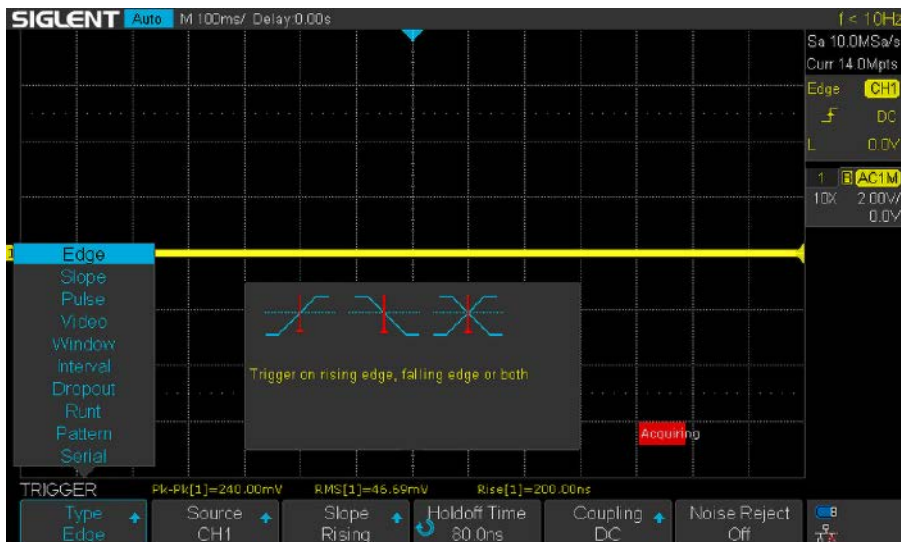 SIGLENT Auto M 100ms/ Delay:0.00s f < 10Hz
Sa 10.0MSa/s
Curr 14.0Mpts
Edge CH1
DC
L 0.0V
1 B AC1M
10X 2.00V/
0.0V
1
Edge
Slope
Pulse
Video
Window
Interval
Dropout
Runt
Pattern
Serial
Trigger on rising edge, falling edge or both
Acquiring
TRIGGER Pk-Pk[1]=240.00mV RMS[1]=46.69mV Rise[1]=200.00ns
Type Source Slope Holdoff Time Coupling Noise Reject
Edge CH1 Rising 80.0ns DC Off